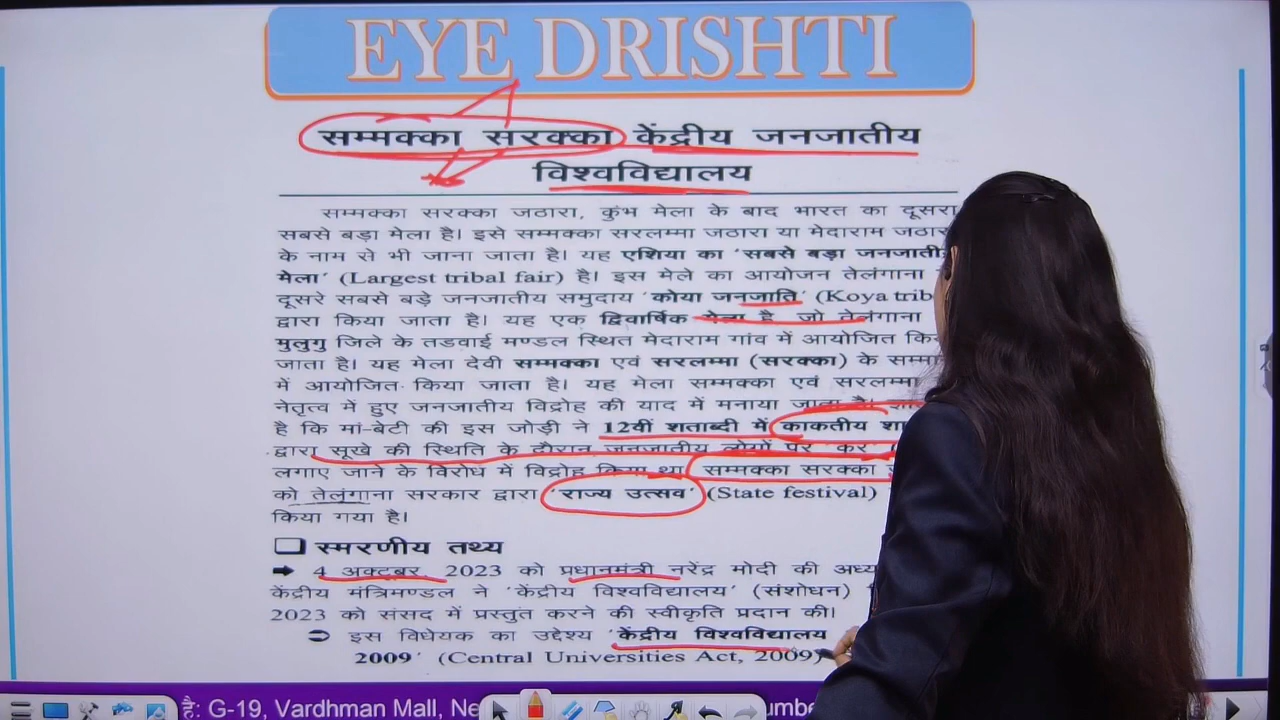 EYE DRISHTI
सम्मक्का सरक्का केंद्रीय जनजातीय
विश्वविद्यालय
सम्मक्का सरक्का जठारा, कुंभ मेला के बाद भारत का दूसरा
सबसे बड़ा मेला है। इसे सम्मक्का सरलम्मा जठारा या मेदाराम
के नाम से भी जाना जाता है। यह एशिया का 'सबसे बड़ा
मेला' (Largest tribal fair) है। इस मेले का आयोजन तेलंगाना
दूसरे सबसे बड़े जनजातीय समुदाय 'कोया जनजाति' (Koya
द्वारा किया जाता है। यह एक द्विवार्षिक मेला है, जो तेलंगाना
मुलुगु जिले के तडवाई मण्डल स्थित मेदाराम गांव में आयोजित
जाता है। यह मेला देवी सम्मक्का एवं सरलम्मा (सरक्का) के
में आयोजित किया जाता है। यह मेला सम्मक्का एवं सरलम्मा
नेतृत्व में हुए जनजातीय विद्रोह की याद में मनाया जाता है।
है कि मां-बेटी की इस जोड़ी ने 12वीं शताब्दी में काकतीय
द्वारा सूखे की स्थिति के दौरान जनजातीय लोगों पर 'कर'
लगाए जाने के विरोध में विद्रोह किया था। सम्मक्का सरक्का
को तेलंगाना सरकार द्वारा 'राज्य उत्सव' (State festival)
किया गया है।
❑ स्मरणीय तथ्य
➡ 4 अक्टूबर, 2023 को प्रधानमंत्री नरेंद्र मोदी की
केंद्रीय मंत्रिमण्डल ने 'केंद्रीय विश्वविद्यालय' (संशोधन)
2023 को संसद में प्रस्तुत करने की स्वीकृति प्रदान की।
⊃ इस विधेयक का उद्देश्य 'केंद्रीय विश्वविद्यालय
2009' (Central Universities Act, 2009)
है: G-19, Vardhman Mall,